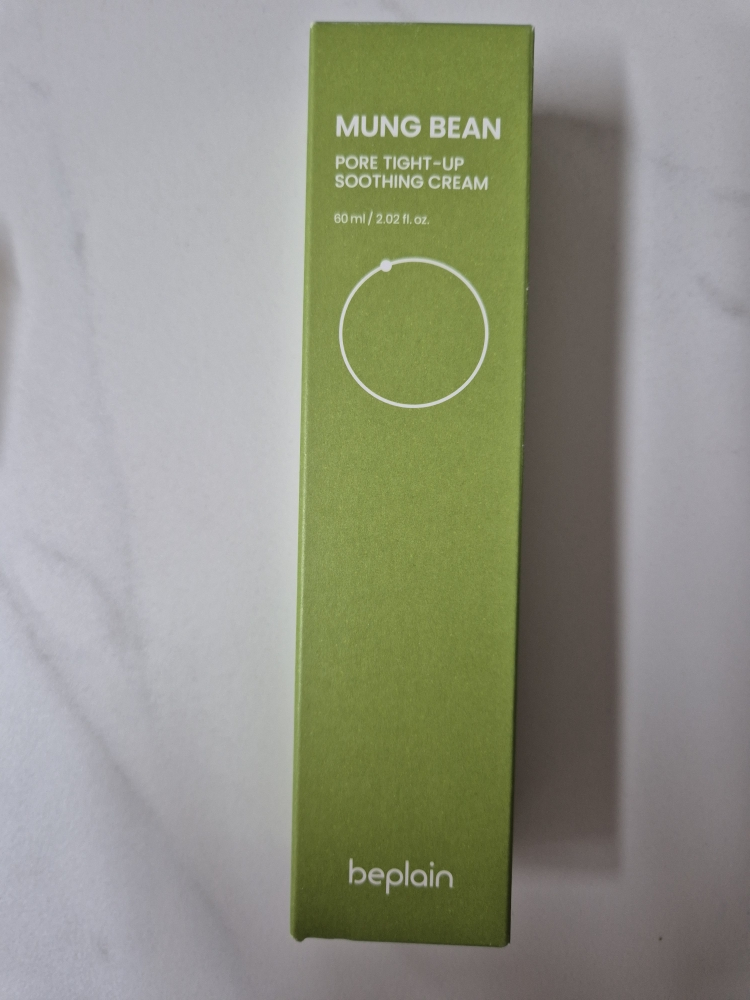 MUNG BEAN
PORE TIGHT-UP
SOOTHING CREAM
60 ml / 2.02 fl. oz.
beplain